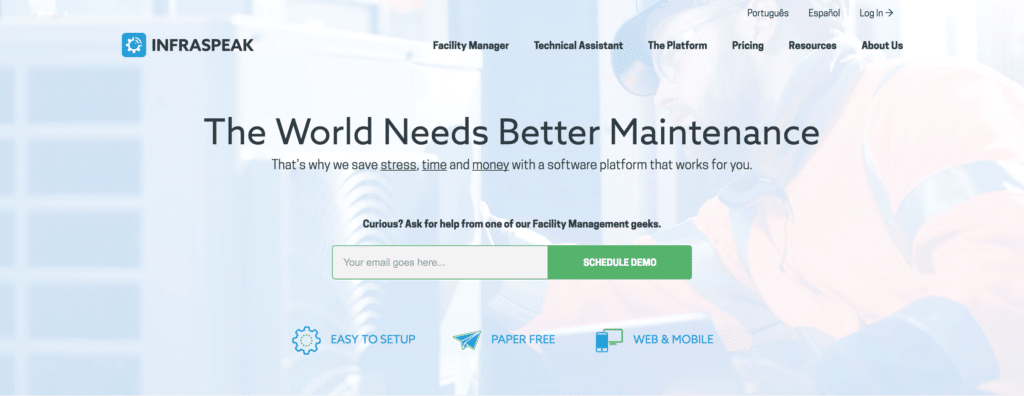 Português Español Log In →
INFRASPEAK
Facility Manager Technical Assistant The Platform Pricing Resources About Us
The World Needs Better Maintenance
That's why we save stress, time and money with a software platform that works for you.
Curious? Ask for help from one of our Facility Management geeks.
Your email goes here... SCHEDULE DEMO
EASY TO SETUP PAPER FREE WEB & MOBILE